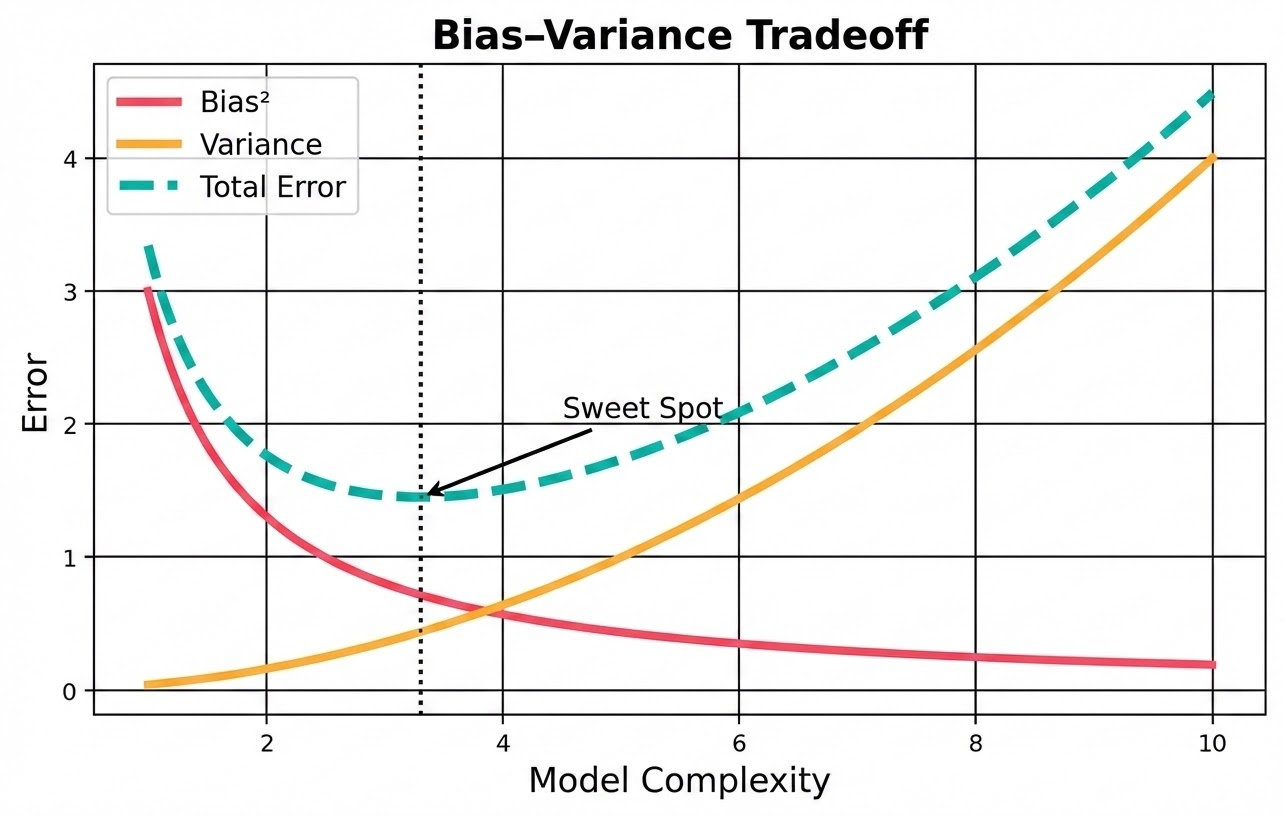 Bias–Variance Tradeoff
Bias²
Variance
Total Error
Sweet Spot
Error
4
3
2
1
0
2
4
6
8
10
Model Complexity